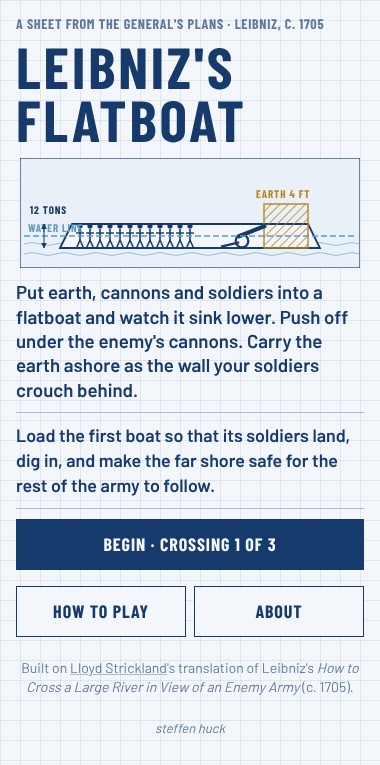 A SHEET FROM THE GENERAL'S PLANS · LEIBNIZ, C. 1705
LEIBNIZ'S
FLATBOAT
EARTH 4 FT
12 TONS
WATER LINE
Put earth, cannons and soldiers into a
flatboat and watch it sink lower. Push off
under the enemy's cannons. Carry the
earth ashore as the wall your soldiers
crouch behind.
Load the first boat so that its soldiers land,
dig in, and make the far shore safe for the
rest of the army to follow.
BEGIN · CROSSING 1 OF 3
HOW TO PLAY
ABOUT
Built on Lloyd Strickland's translation of Leibniz's How to
Cross a Large River in View of an Enemy Army (c. 1705).
steffen huck